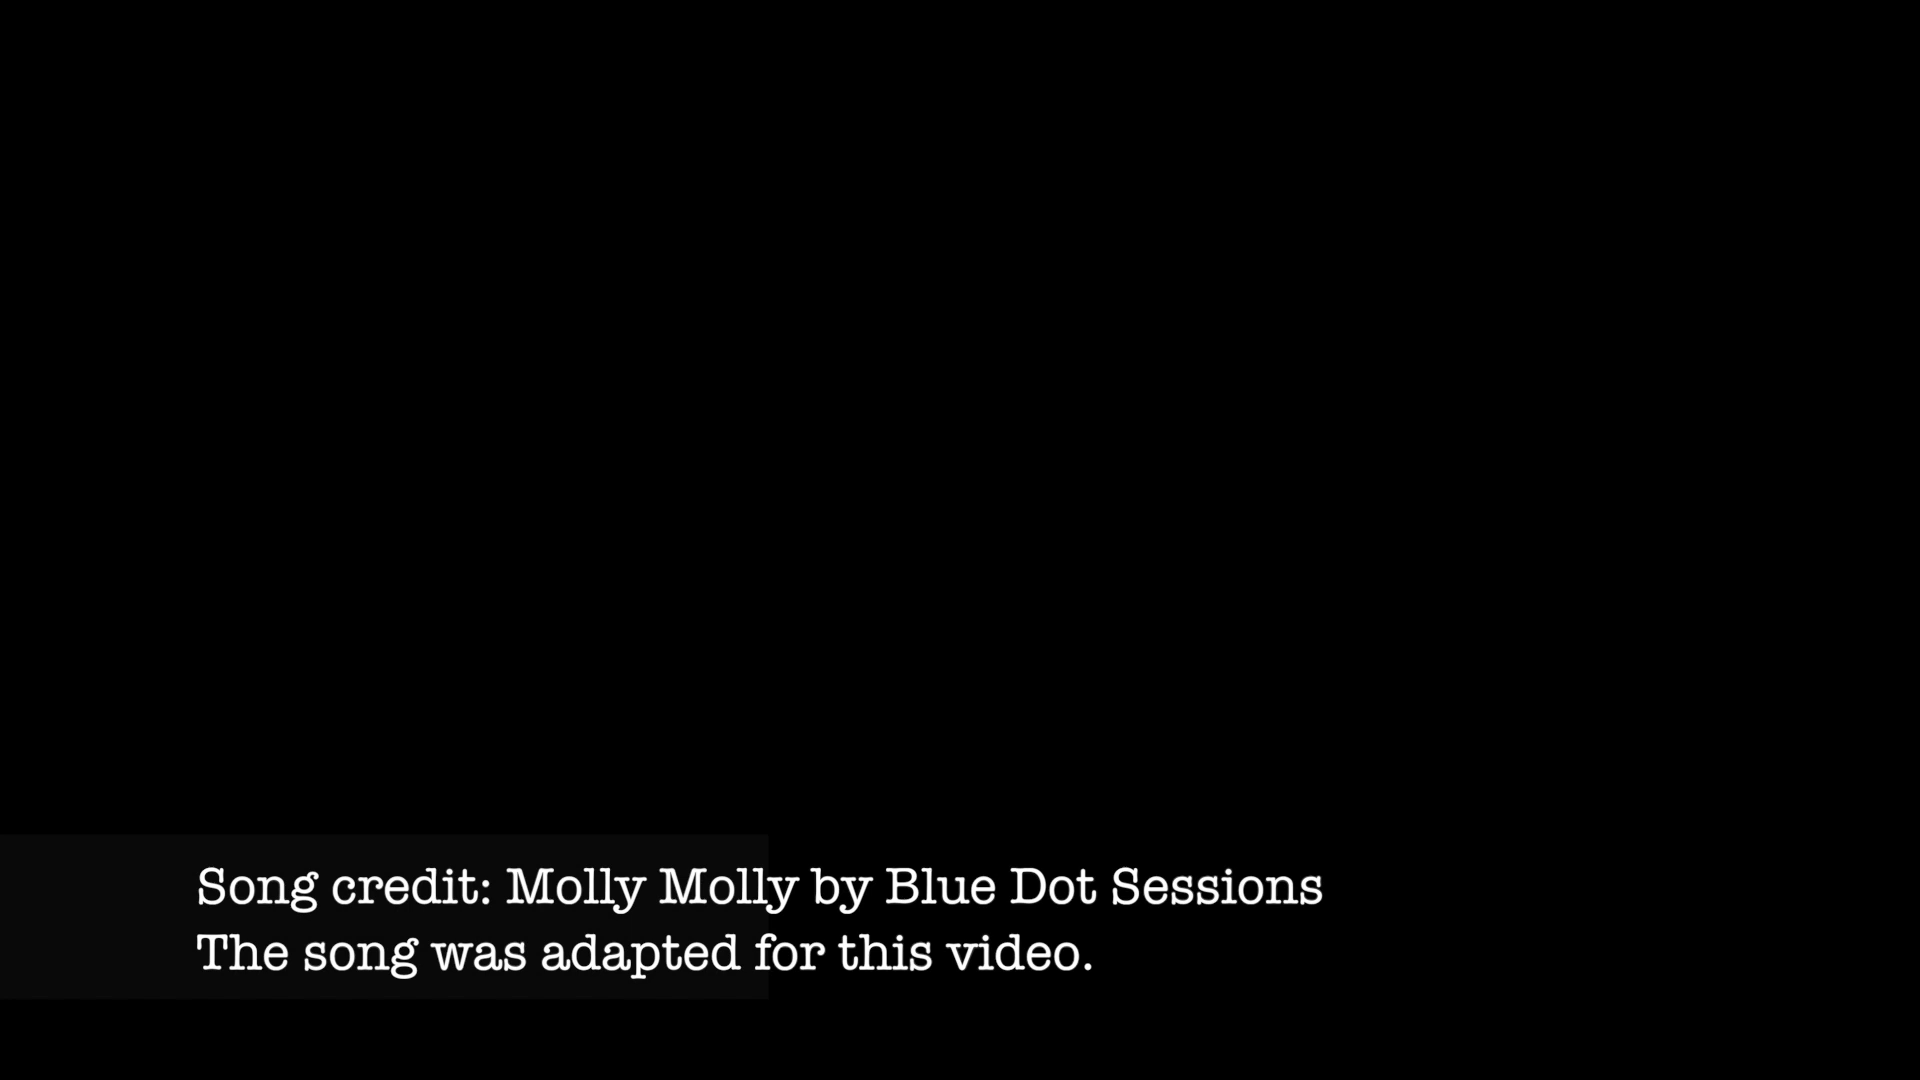 Song credit: Molly Molly by Blue Dot Sessions
The song was adapted for this video.